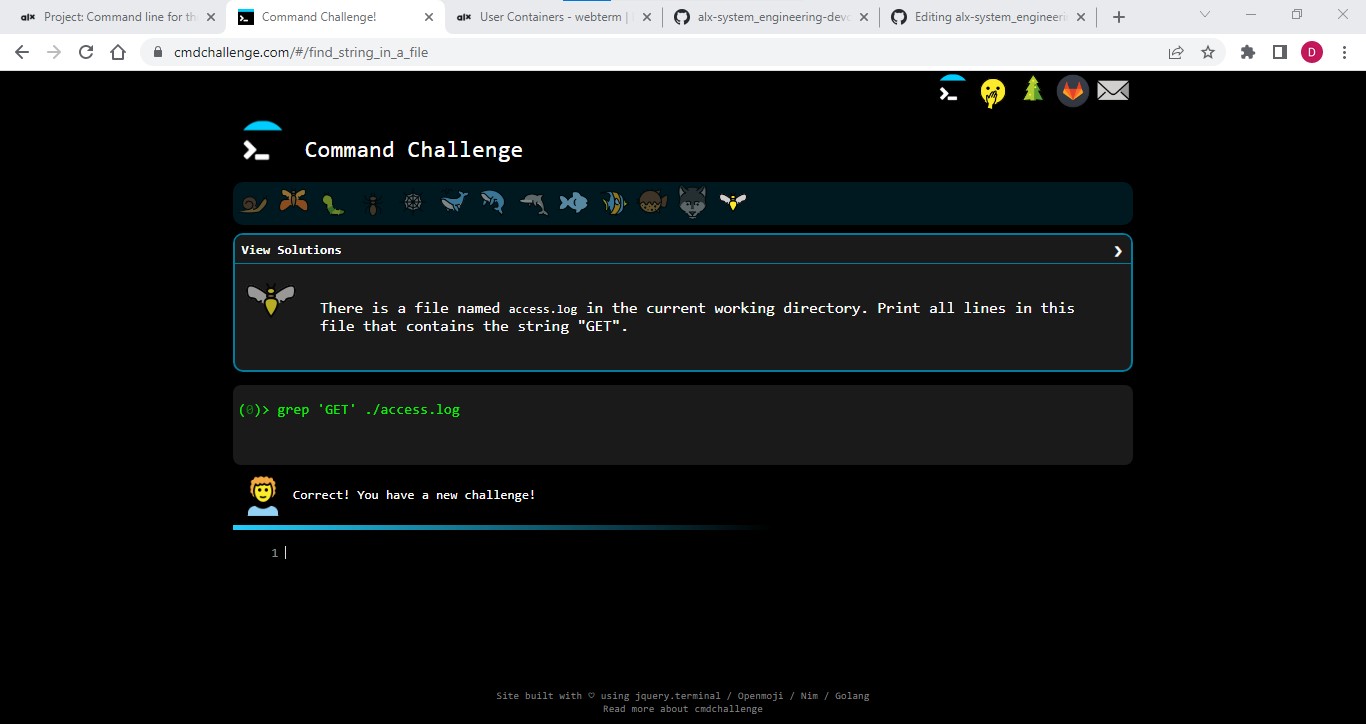 Project: Command line for th
Command Challenge!
User Containers - webterm |
alx-system_engineering-devo
Editing alx-system_engineeri
cmdchallenge.com/#/find_string_in_a_file
D
Command Challenge
View Solutions
There is a file named access.log in the current working directory. Print all lines in this
file that contains the string "GET".
(0)> grep 'GET' ./access.log
Correct! You have a new challenge!
1
Site built with ♡ using jquery.terminal / Openmoji / Nim / Golang
Read more about cmdchallenge